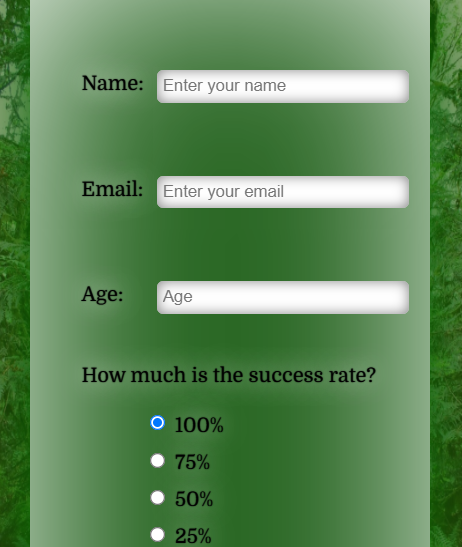 Name: Enter your name
Email: Enter your email
Age: Age
How much is the success rate?
100%
75%
50%
25%